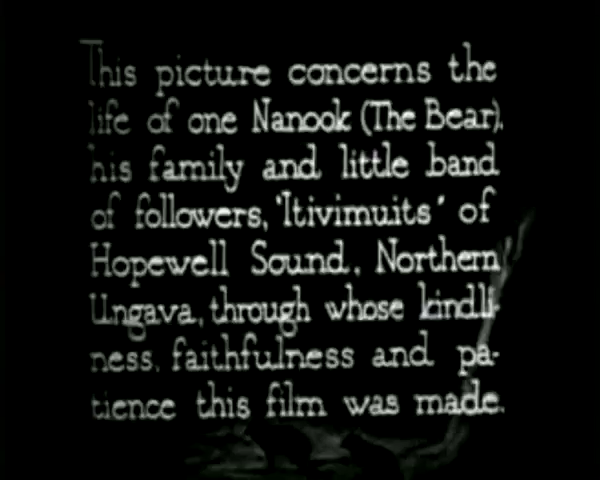 This picture concerns the
life of one Nanook (The Bear),
his family and little band
of followers, 'Itivimuits' of
Hopewell Sound, Northern
Ungava, through whose kindli-
ness, faithfulness and pa-
tience this film was made.